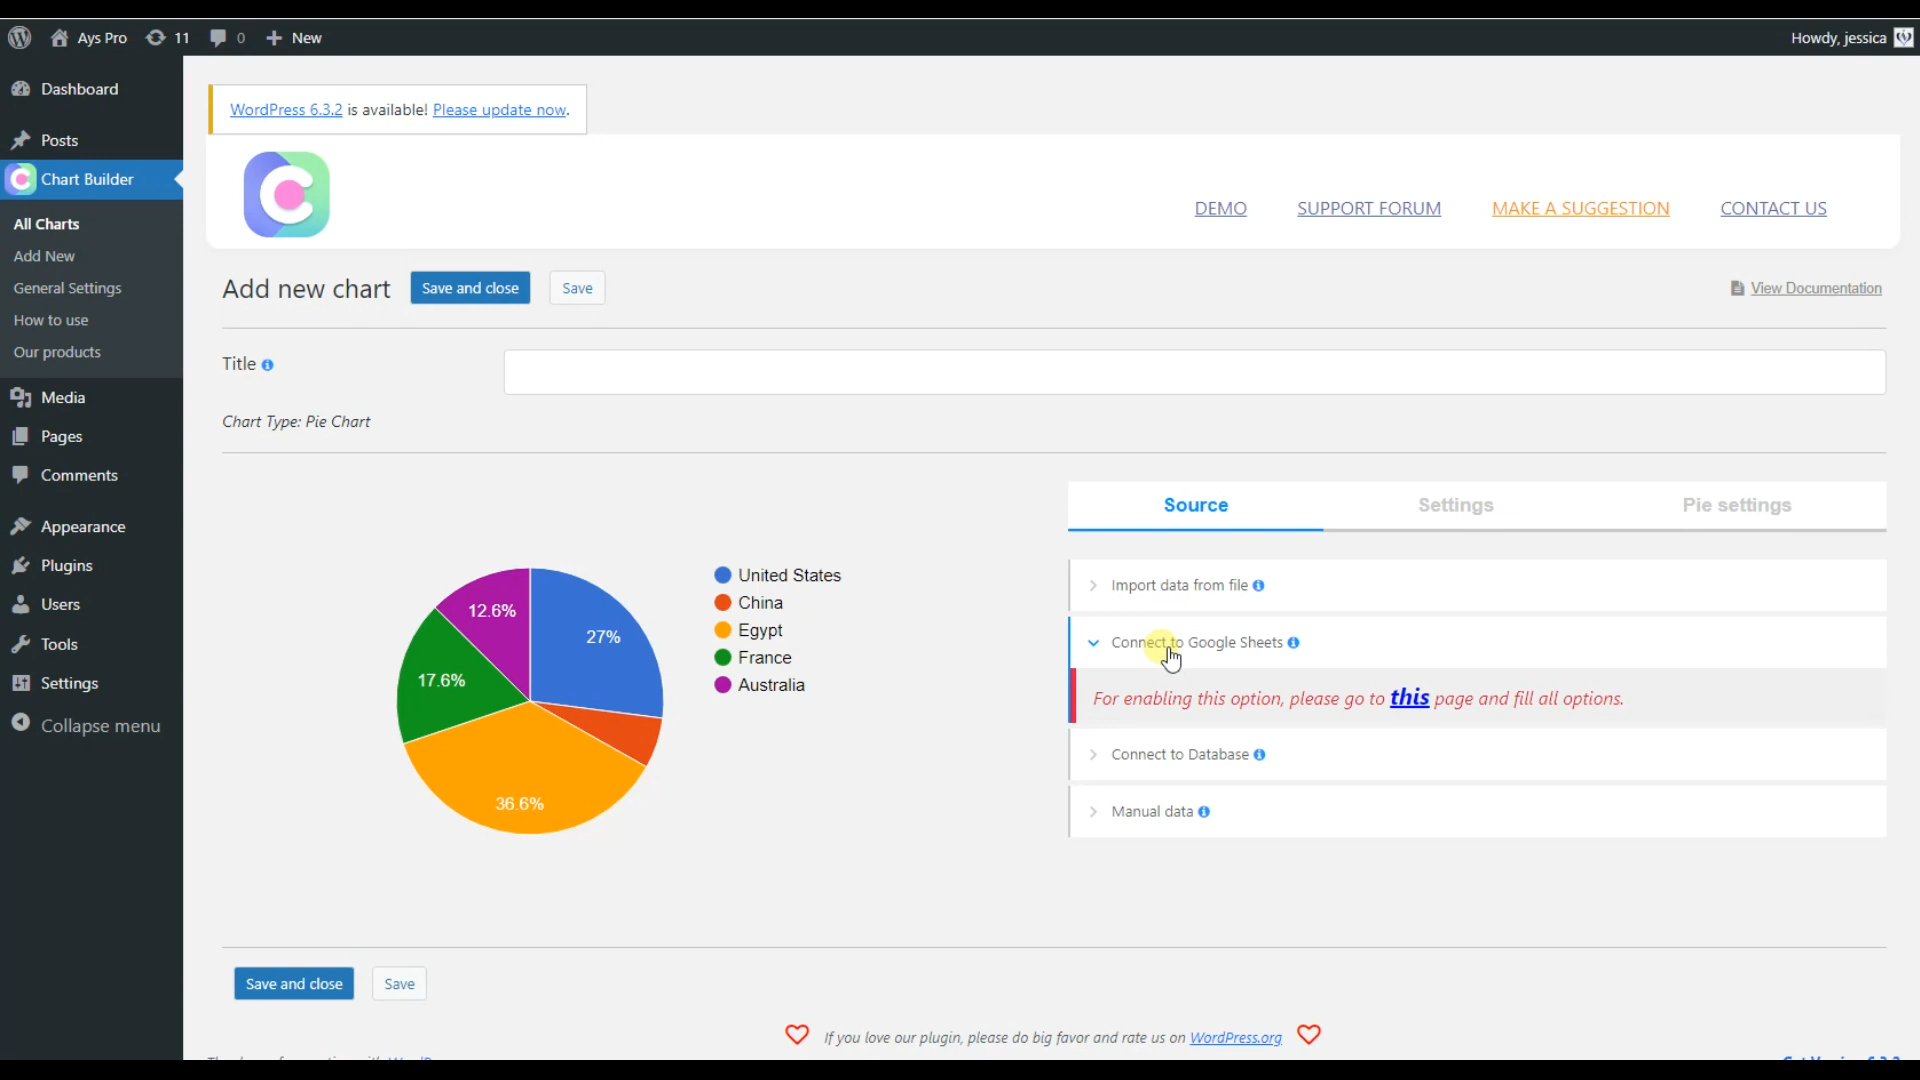 Ays Pro 11 0 New Howdy, jessica
Dashboard
Posts
Chart Builder
All Charts
Add New
General Settings
How to use
Our products
Media
Pages
Comments
Appearance
Plugins
Users
Tools
Settings
Collapse menu
WordPress 6.3.2 is available! Please update now.
DEMO SUPPORT FORUM MAKE A SUGGESTION CONTACT US
Add new chart Save and close Save View Documentation
Title
Chart Type: Pie Chart
12.6%
27%
17.6%
36.6%
United States
China
Egypt
France
Australia
Source Settings Pie settings
Import data from file
Connect to Google Sheets
For enabling this option, please go to this page and fill all options.
Connect to Database
Manual data
Save and close Save
If you love our plugin, please do big favor and rate us on WordPress.org